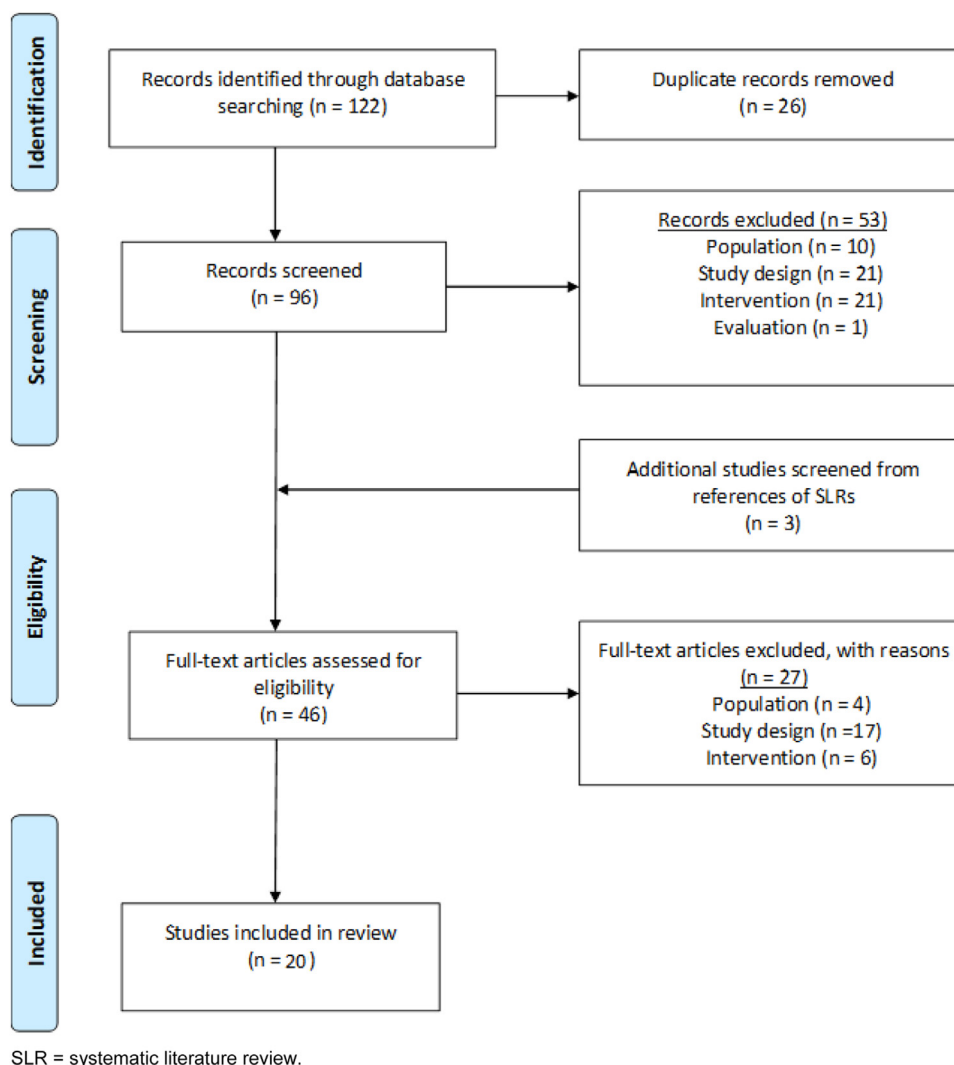 Identification
Records identified through database
searching (n = 122)
Duplicate records removed
(n = 26)
Screening
Records screened
(n = 96)
Records excluded (n = 53)
Population (n = 10)
Study design (n = 21)
Intervention (n = 21)
Evaluation (n = 1)
Additional studies screened from
references of SLRs
(n = 3)
Eligibility
Full-text articles assessed for
eligibility
(n = 46)
Full-text articles excluded, with reasons
(n = 27)
Population (n = 4)
Study design (n =17)
Intervention (n = 6)
Included
Studies included in review
(n = 20)
SLR = systematic literature review.